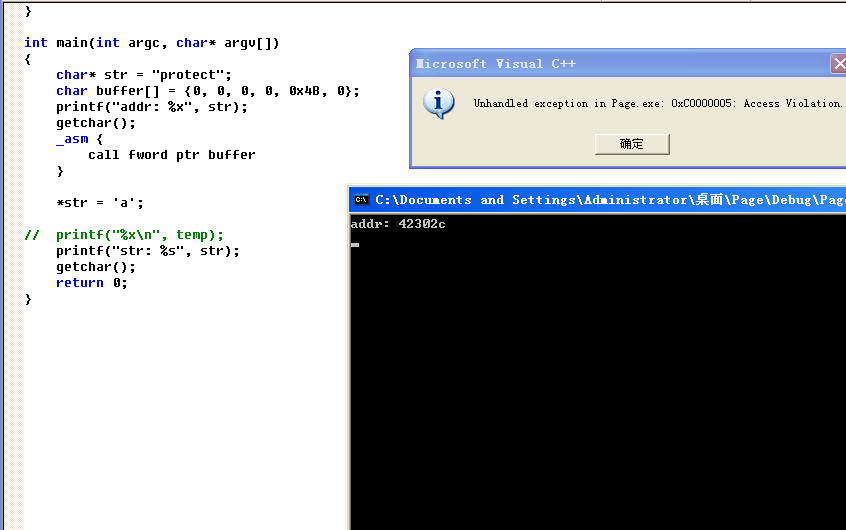 }
int main(int argc, char* argv[])
{
char* str = "protect";
char buffer[] = {0, 0, 0, 0, 0x4B, 0};
printf("addr: %x", str);
getchar();
_asm {
call fword ptr buffer
}
*str = 'a';
// printf("%x\n", temp);
printf("str: %s", str);
getchar();
return 0;
}
Microsoft Visual C++
Unhandled exception in Page.exe: 0xC0000005: Access Violation.
确定
C:\Documents and Settings\Administrator\桌面\Page\Debug\Page
addr: 42302c